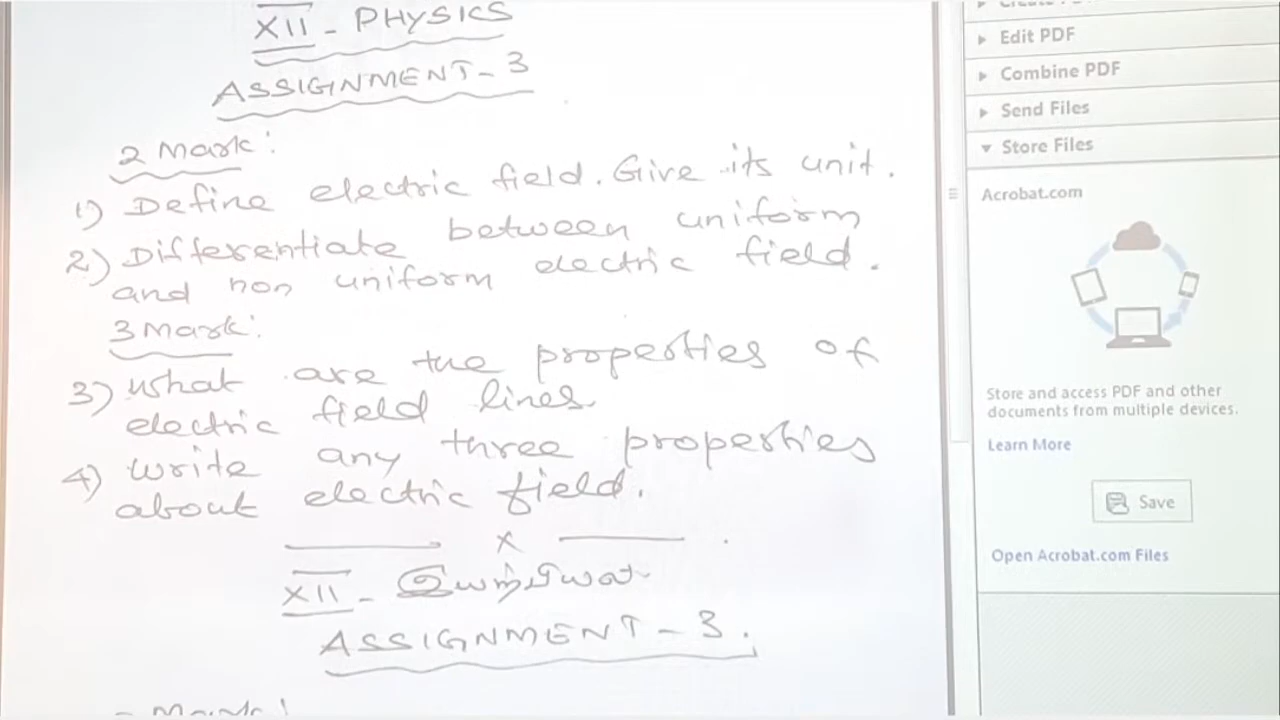 XII - PHYSICS
ASSIGNMENT - 3
2 Mark:
1) Define electric field. Give its unit.
2) Differentiate between uniform
and non uniform electric field.
3 Mark:
3) What are the properties of
electric field lines
4) Write any three properties
about electric field.
x
XII - இயற்பியல்
ASSIGNMENT - 3.
Mark:
Edit PDF
Combine PDF
Send Files
Store Files
Acrobat.com
Store and access PDF and other
documents from multiple devices.
Learn More
Save
Open Acrobat.com Files